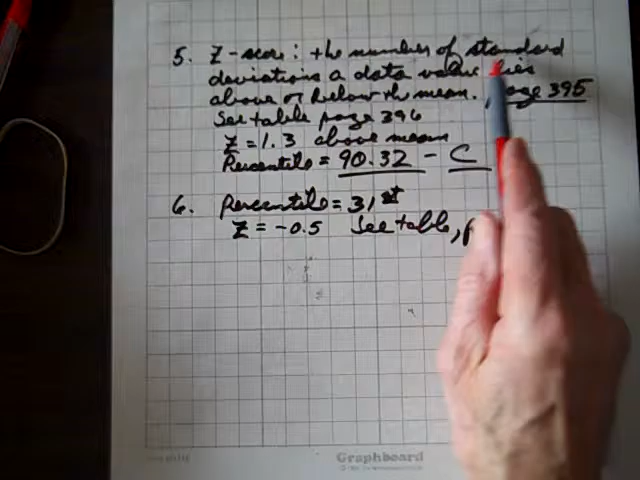 5. Z-score: the number of standard
deviations a data value lies
above or below the mean. page 395
See table page 396
Z = 1.3 above mean
Percentile = 90.32 - C
6. Percentile = 31st
Z = -0.5 See table, p
Graphboard